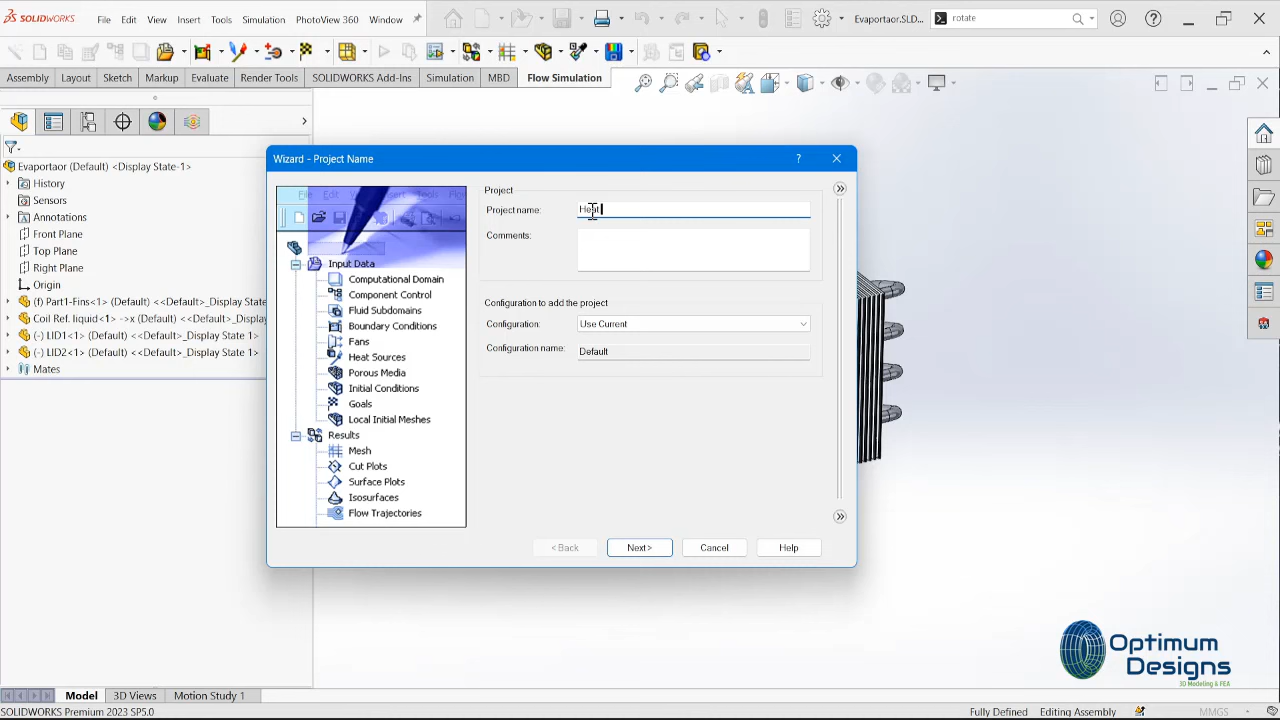 SOLIDWORKS File Edit View Insert Tools Simulation PhotoView 360 Window Evaportaor.SLD... rotate
Assembly Layout Sketch Markup Evaluate Render Tools SOLIDWORKS Add-Ins Simulation MBD Flow Simulation
Evaportaor (Default) <Display State-1>
History
Sensors
Annotations
Front Plane
Top Plane
Right Plane
Origin
(f) Part1-Fins<1> (Default) <<Default>_Display State
Coil Ref. liquid<1> ->x (Default) <<Default>_Display
(-) LID1<1> (Default) <<Default>_Display State 1>
(-) LID2<1> (Default) <<Default>_Display State 1>
Mates
Wizard - Project Name
?
Input Data
Computational Domain
Component Control
Fluid Subdomains
Boundary Conditions
Fans
Heat Sources
Porous Media
Initial Conditions
Goals
Local Initial Meshes
Results
Mesh
Cut Plots
Surface Plots
Isosurfaces
Flow Trajectories
Project
Project name: Heat
Comments:
Configuration to add the project
Configuration: Use Current
Configuration name: Default
< Back Next > Cancel Help
Optimum
Designs
3D Modeling & FEA
Model 3D Views Motion Study 1
SOLIDWORKS Premium 2023 SP5.0 Fully Defined Editing Assembly MMGS